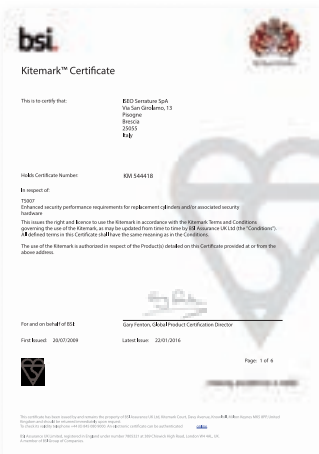 bsi.
Kitemark™ Certificate
This is to certify that:
ISEO Serrature SpA
Via San Girolamo, 13
Pisogne
Brescia
25055
Italy
Holds Certificate Number:
KM 544418
In respect of:
TS007
Enhanced security performance requirements for replacement cylinders and/or associated security
hardware
This issues the right and licence to use the Kitemark in accordance with the Kitemark Terms and Conditions
governing the use of the Kitemark, as may be updated from time to time by BSI Assurance UK Ltd (the "Conditions").
All defined terms in this Certificate shall have the same meaning as in the Conditions.
The use of the Kitemark is authorized in respect of the Product(s) detailed on this Certificate provided at or from the
above address.
For and on behalf of BSI:
Gary Fenton, Global Product Certification Director
First Issued: 20/07/2009
Latest Issue: 22/01/2016
Page: 1 of 6